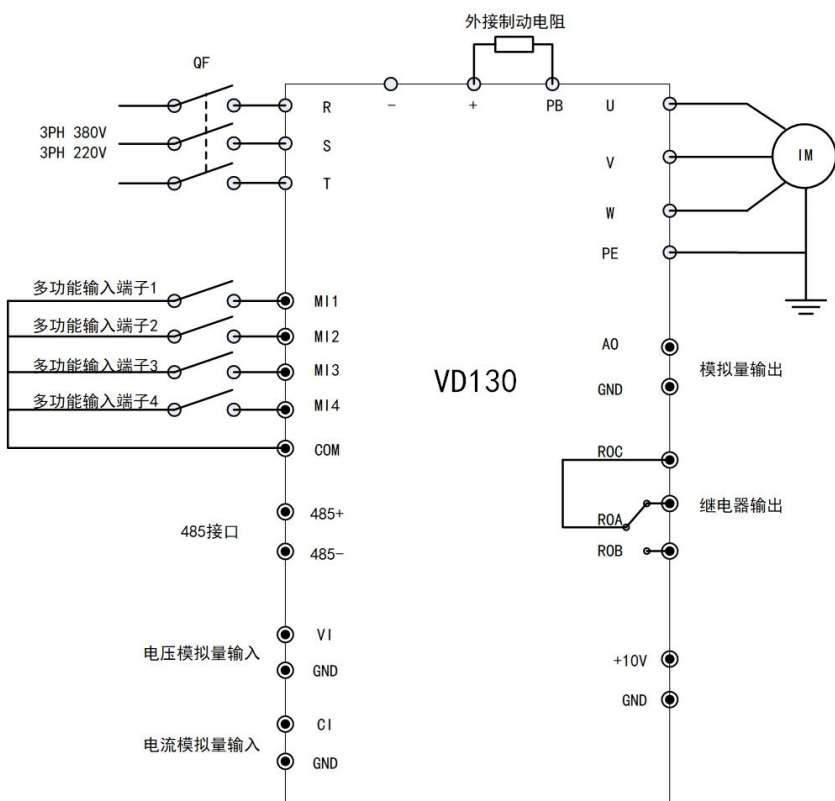 外接制动电阻
QF
R
-
+
PB
U
3PH 380V
3PH 220V
S
T
V
IM
W
PE
多功能输入端子1
MI1
多功能输入端子2
MI2
多功能输入端子3
MI3
多功能输入端子4
MI4
COM
VD130
AO
GND
模拟量输出
ROC
ROA
继电器输出
ROB
485接口
485+
485-
电压模拟量输入
VI
GND
+10V
GND
电流模拟量输入
CI
GND